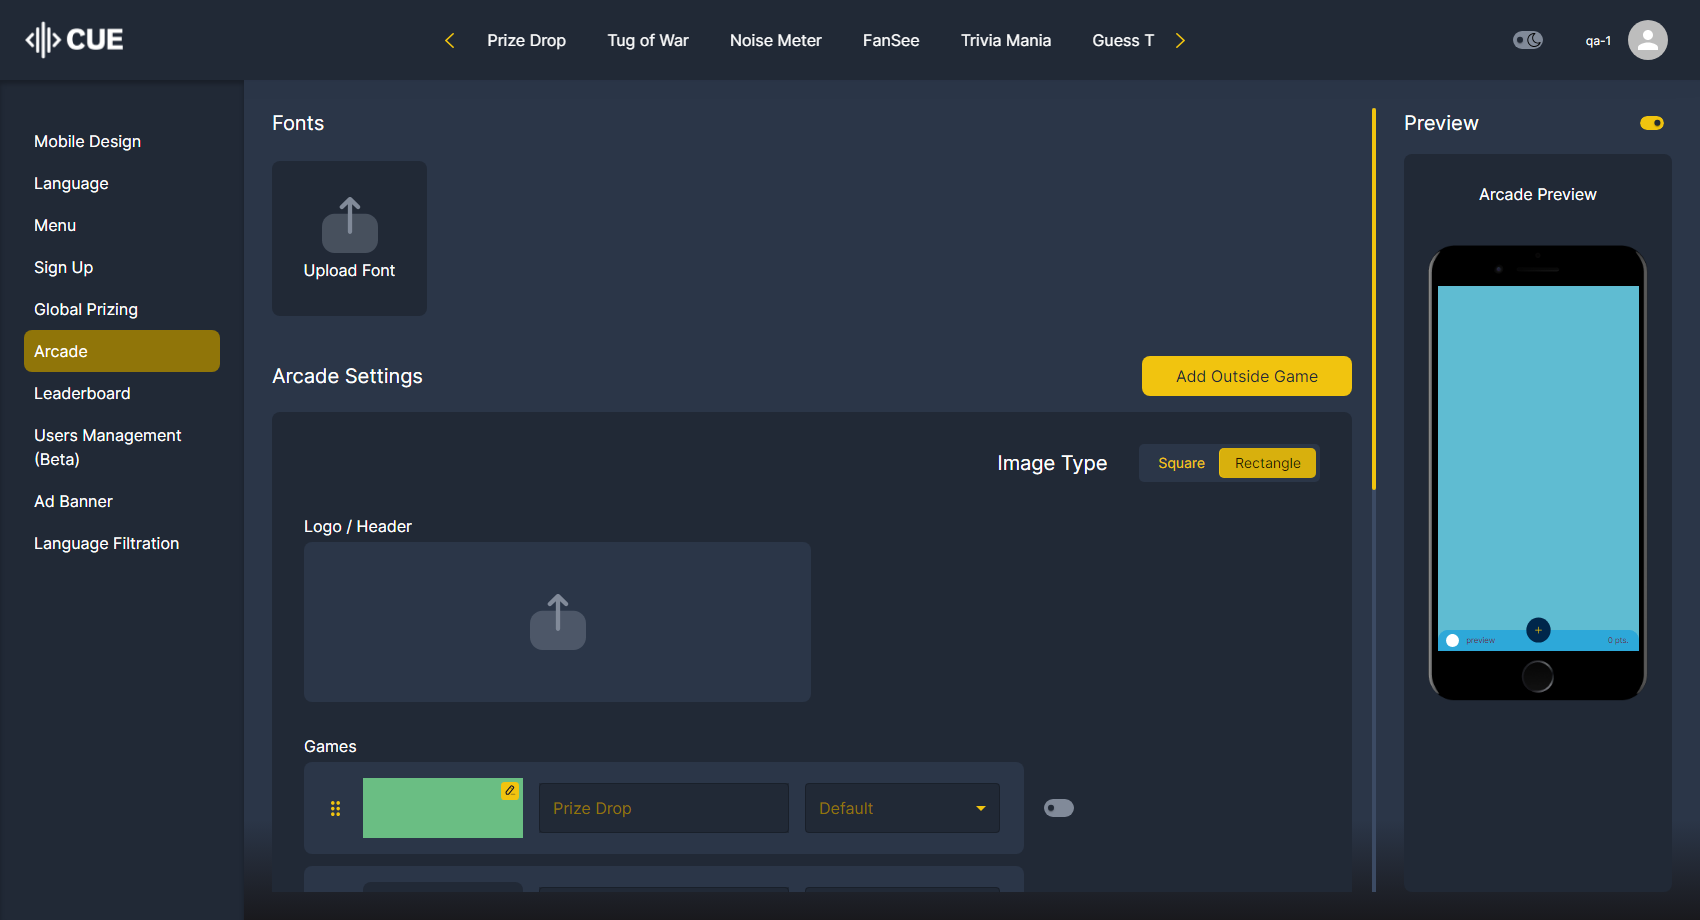 CUE
Prize Drop
Tug of War
Noise Meter
FanSee
Trivia Mania
Guess T
qa-1
Mobile Design
Language
Menu
Sign Up
Global Prizing
Arcade
Leaderboard
Users Management
(Beta)
Ad Banner
Language Filtration
Fonts
Upload Font
Arcade Settings
Add Outside Game
Image Type
Square
Rectangle
Logo / Header
Games
Prize Drop
Default
Preview
Arcade Preview
preview
0 pts.